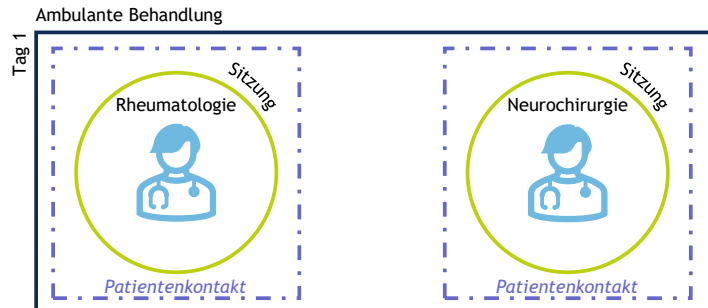 Ambulante Behandlung
Tag 1
Sitzung
Rheumatologie
Patientenkontakt
Sitzung
Neurochirurgie
Patientenkontakt